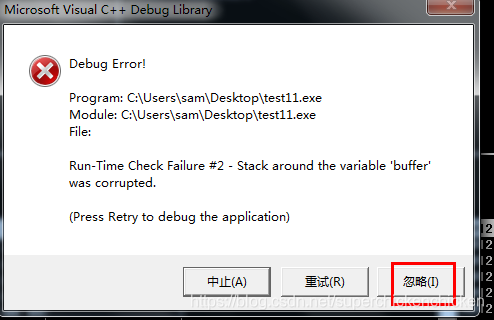 Microsoft Visual C++ Debug Library
Debug Error!
Program: C:\Users\sam\Desktop\test11.exe
Module: C:\Users\sam\Desktop\test11.exe
File:
Run-Time Check Failure #2 - Stack around the variable 'buffer'
was corrupted.
(Press Retry to debug the application)
中止(A) 重试(R) 忽略(I)
https://blog.csdn.net/superchickenchicken